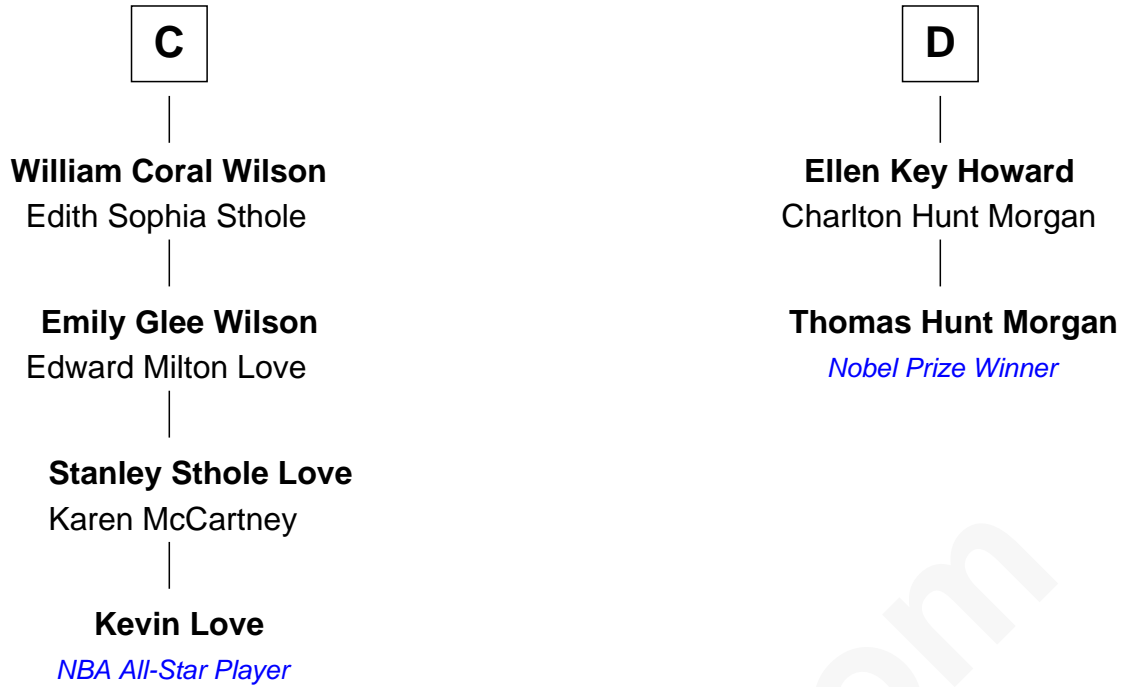 C
William Coral Wilson
Edith Sophia Sthole
Emily Glee Wilson
Edward Milton Love
Stanley Sthole Love
Karen McCartney
Kevin Love
NBA All-Star Player
D
Ellen Key Howard
Charlton Hunt Morgan
Thomas Hunt Morgan
Nobel Prize Winner